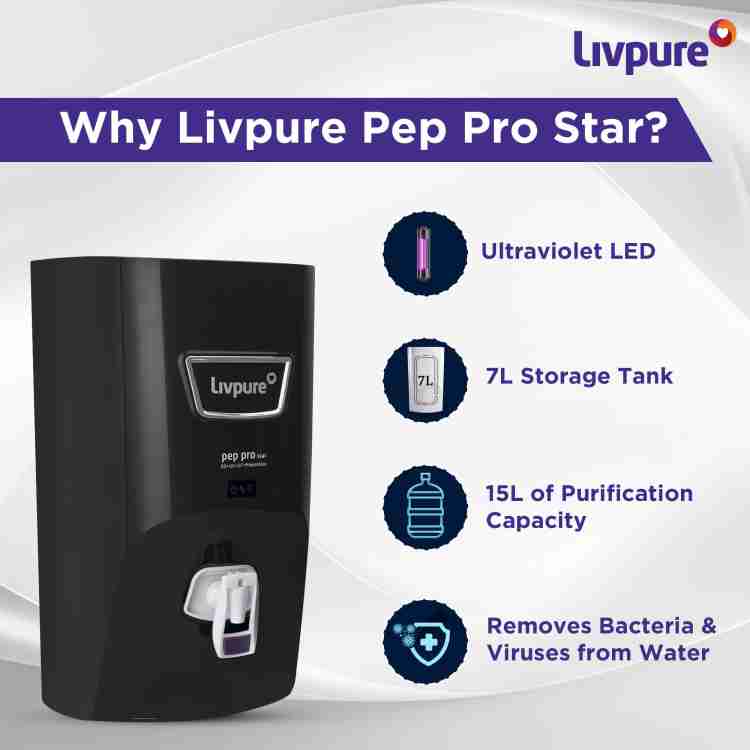 Livpure
Why Livpure Pep Pro Star?
Ultraviolet LED
Livpure
7L
7L Storage Tank
pep pro star
15L of Purification
Capacity
Removes Bacteria &
Viruses from Water